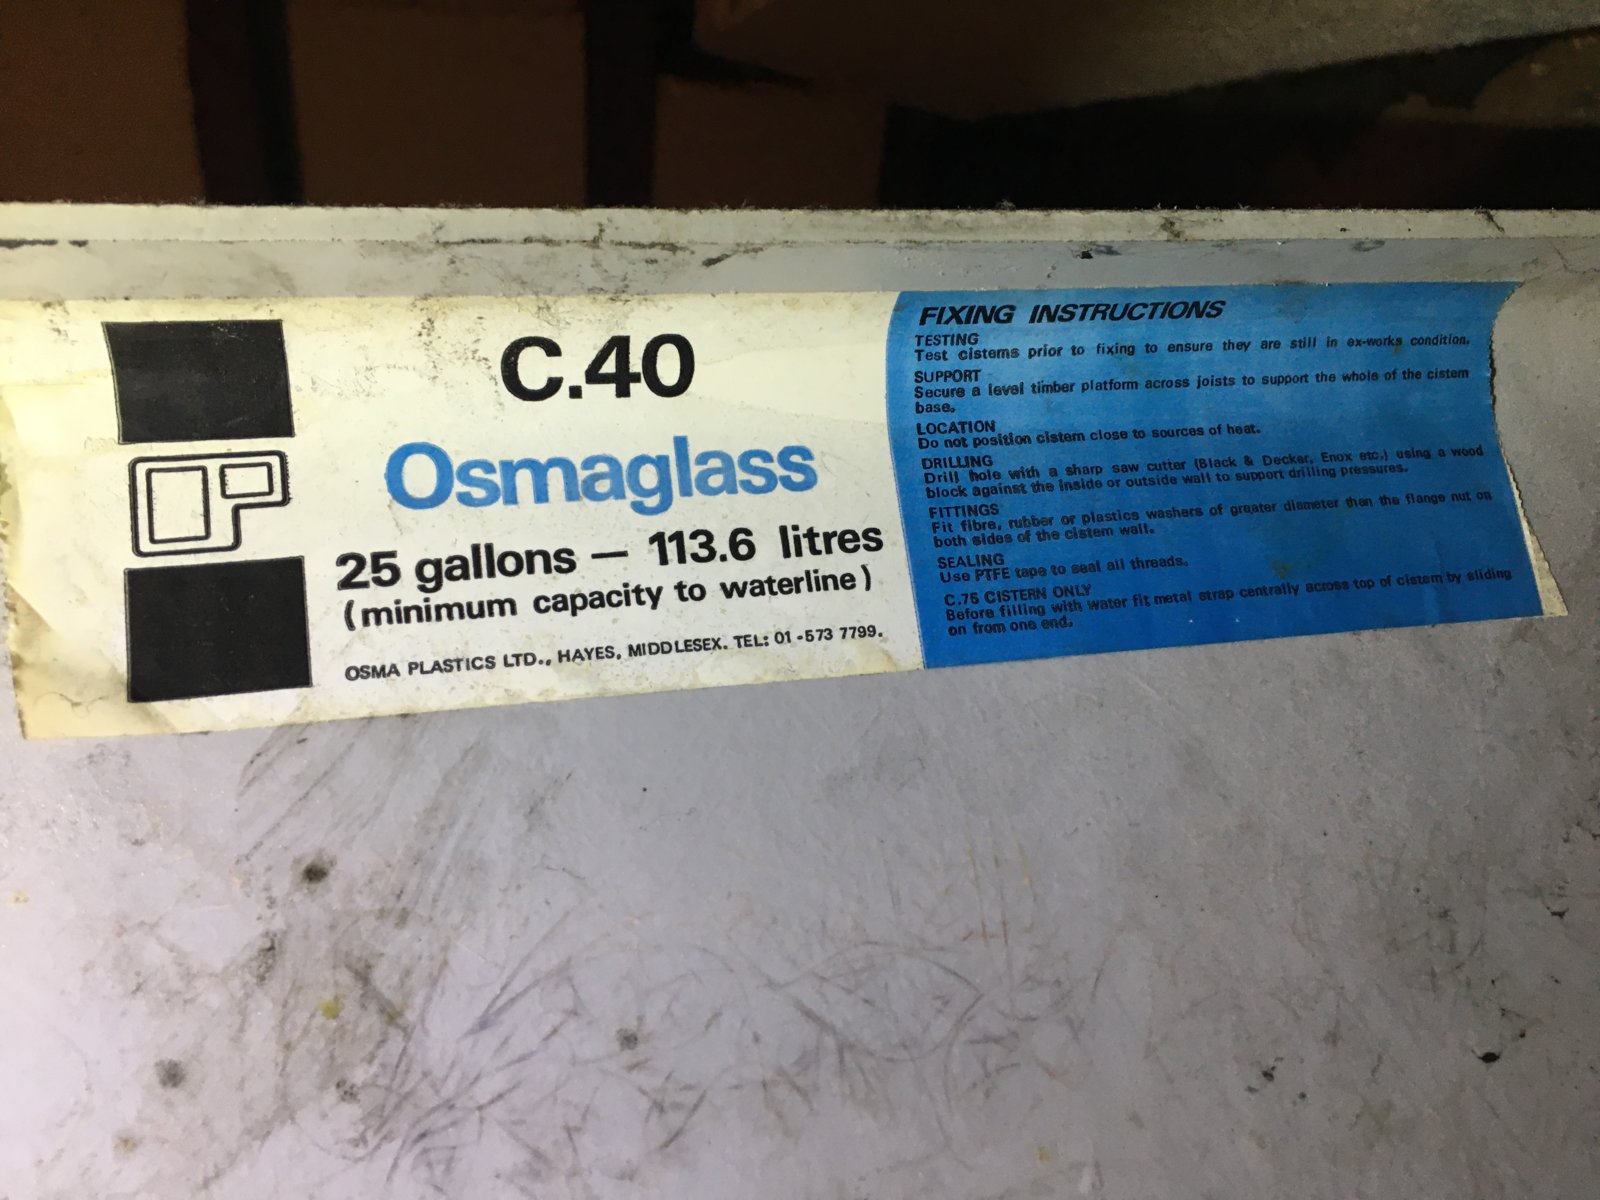 C.40
Osmaglass
25 gallons — 113.6 litres
(minimum capacity to waterline)
OSMA PLASTICS LTD., HAYES, MIDDLESEX. TEL: 01-573 7799.
FIXING INSTRUCTIONS
TESTING
Test cisterns prior to fixing to ensure they are still in ex-works condition.
SUPPORT
Secure a level timber platform across joists to support the whole of the cistern
base.
LOCATION
Do not position cistern close to sources of heat.
DRILLING
Drill hole with a sharp saw cutter (Black & Decker, Enox etc.) using a wood
block against the inside or outside wall to support drilling pressures.
FITTINGS
Fit fibre, rubber or plastics washers of greater diameter than the flange nut on
both sides of the cistern wall.
SEALING
Use PTFE tape to seal all threads.
C.75 CISTERN ONLY
Before filling with water fit metal strap centrally across top of cistern by sliding
on from one end.